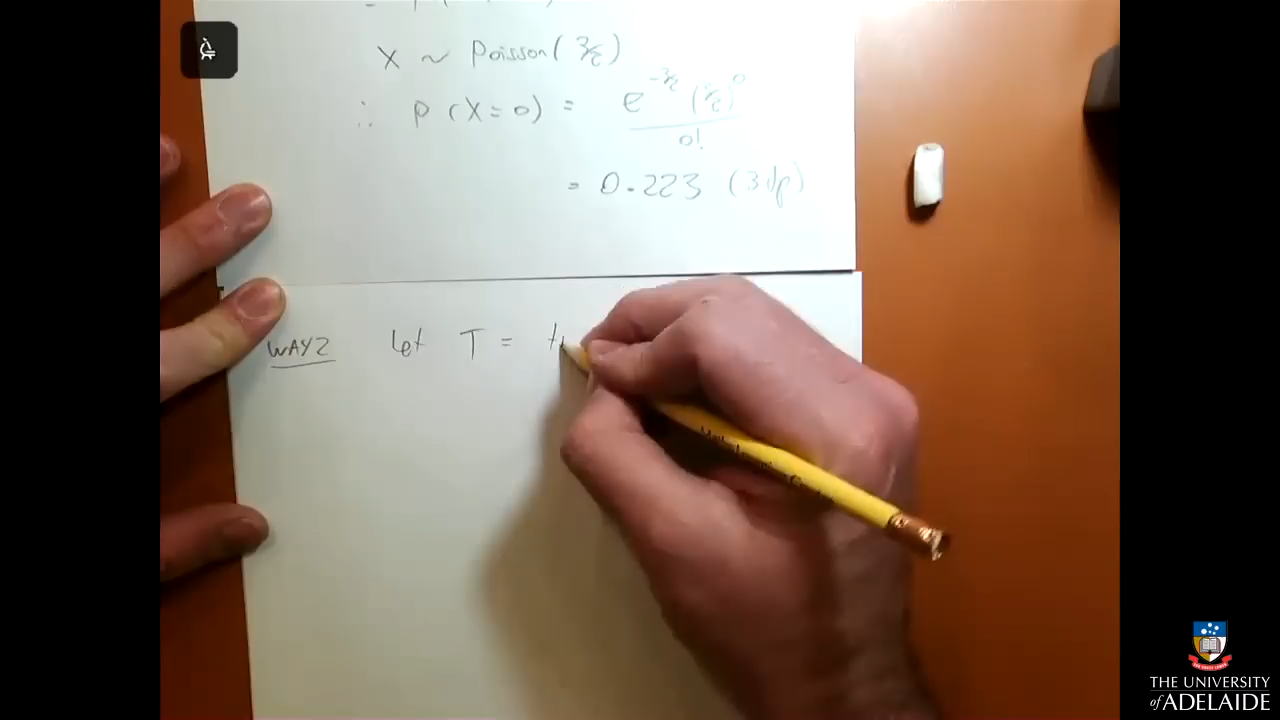 X ~ Poisson(3/2)
∴ P(X=0) = e^(-3/2) (3/2)^0 / 0!
= 0.223 (3dp)
WAY2 Let T =
THE UNIVERSITY
of ADELAIDE